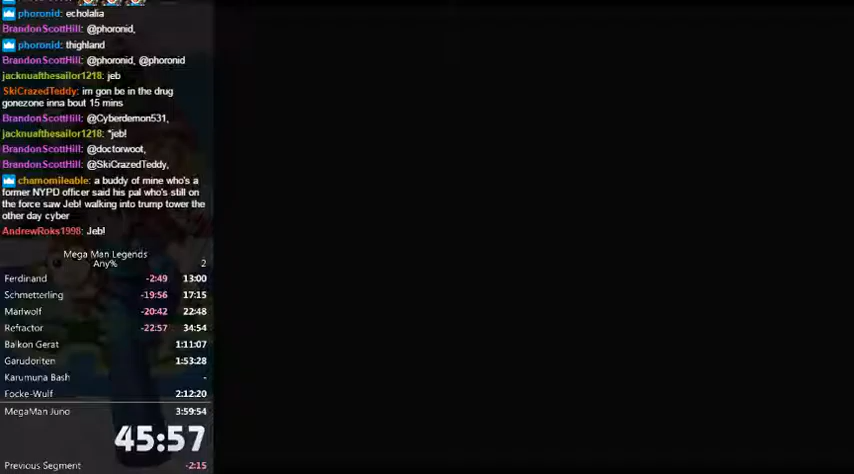 phoronid: echolalia
BrandonScottHill: @phoronid,
phoronid: thighland
BrandonScottHill: @phoronid, @phoronid
jacknuafthesailor1218: jeb
SkiCrazedTeddy: im gon be in the drug
gonezone inna bout 15 mins
BrandonScottHill: @Cyberdemon531,
jacknuafthesailor1218: "jeb!
BrandonScottHill: @doctorwoot,
BrandonScottHill: @SkiCrazedTeddy,
chamomileable: a buddy of mine who's a
former NYPD officer said his pal who's still on
the force saw Jeb! walking into trump tower the
other day cyber
AndrewRoks1998: Jeb!
Mega Man Legends
Any% 2
Ferdinand -2:49 13:00
Schmetterling -19:56 17:15
Marlwolf -20:42 22:48
Refractor -22:57 34:54
Balkon Gerat 1:11:07
Garudoriten 1:53:28
Karumuna Bash -
Focke-Wulf 2:12:20
MegaMan Juno 3:59:54
45:57
Previous Segment -2:15